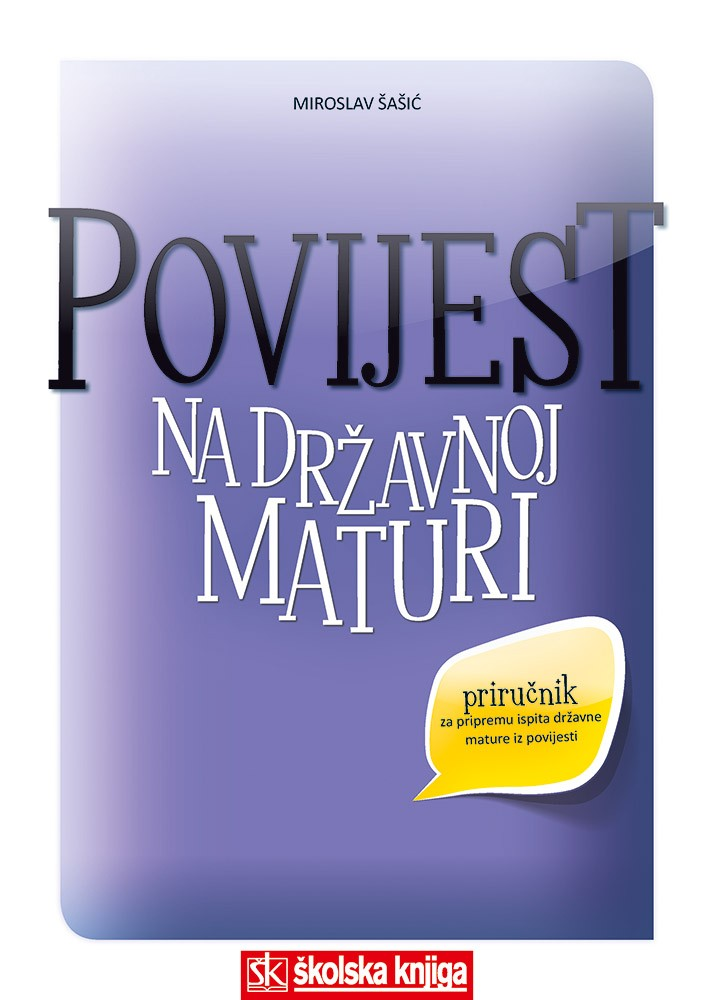 MIROSLAV ŠAŠIĆ
POVIJEST
NA DRŽAVNOJ
MATURI
priručnik
za pripremu ispita državne
mature iz povijesti
ŠK školska knjiga